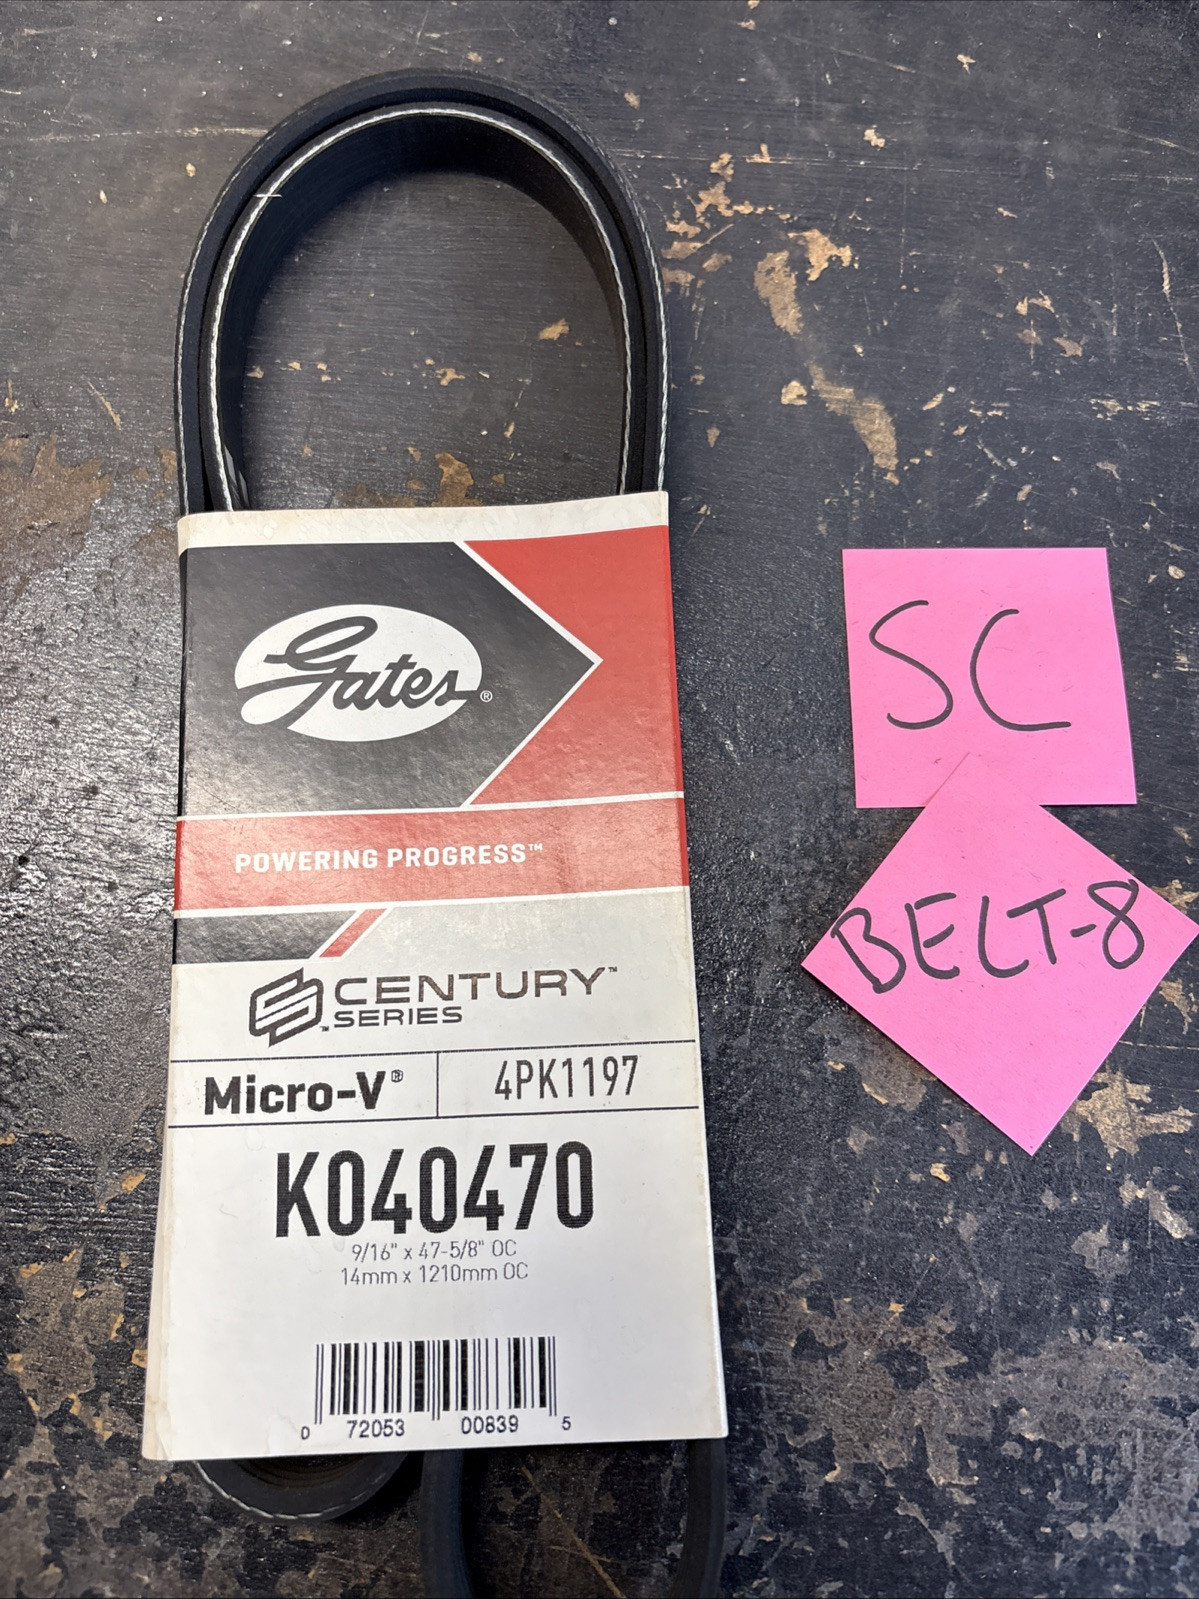 Gates®
POWERING PROGRESS™
CENTURY™
SERIES
Micro-V® 4PK1197
K040470
9/16" x 47-5/8" OC
14mm x 1210mm OC
0 72053 00839 5
SC
BELT-8